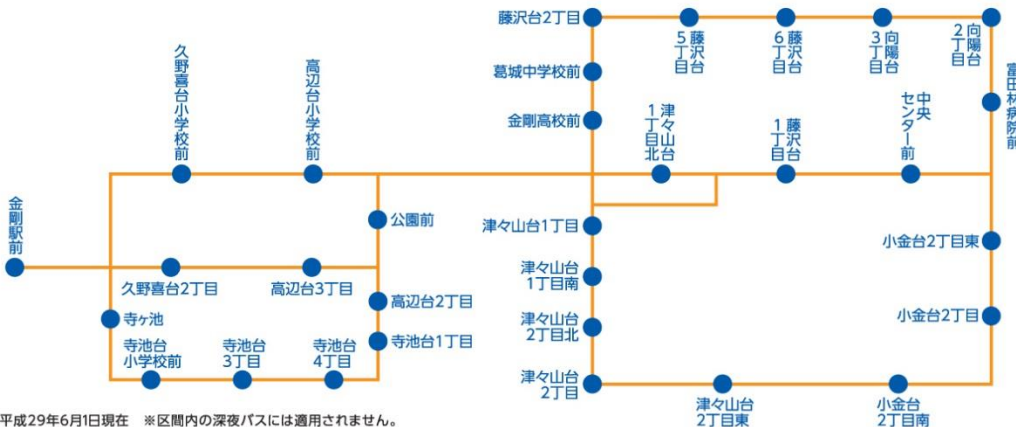 藤沢台2丁目
藤沢台
5丁目
藤沢台
6丁目
向陽台
3丁目
向陽台
2丁目
葛城中学校前
金剛高校前
富田林病院前
久野喜台小学校前
高辺台小学校前
津々山台
1丁目北
藤沢台
1丁目
中央
センター前
金剛駅前
公園前
津々山台1丁目
小金台2丁目東
久野喜台2丁目
高辺台3丁目
津々山台
1丁目南
高辺台2丁目
寺ヶ池
津々山台
2丁目北
小金台2丁目
寺池台1丁目
寺池台
小学校前
寺池台
3丁目
寺池台
4丁目
津々山台
2丁目
津々山台
2丁目東
小金台
2丁目南
平成29年6月1日現在　※区間内の深夜バスには適用されません。